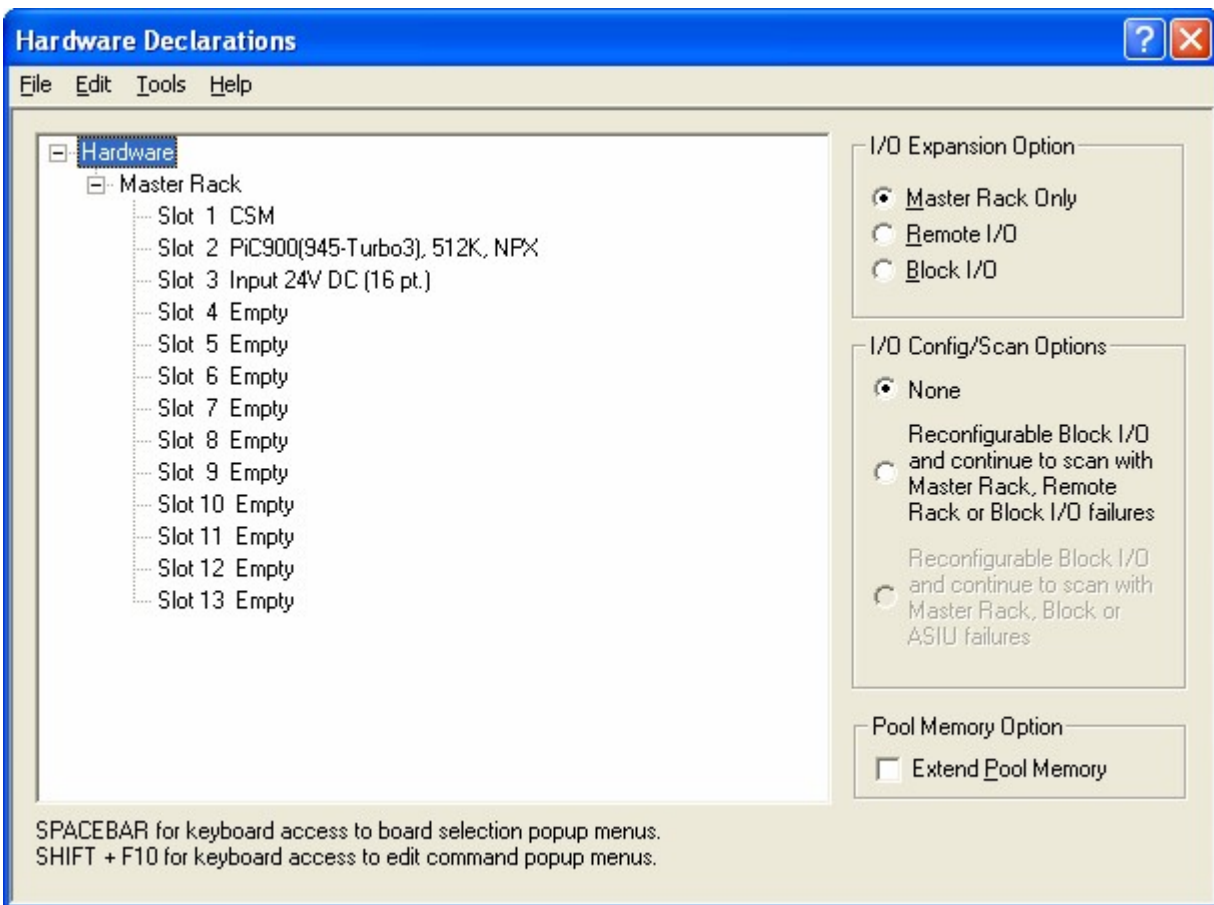 Hardware Declarations
File Edit Tools Help
Hardware
Master Rack
Slot 1 CSM
Slot 2 PiC900(945-Turbo3), 512K, NPX
Slot 3 Input 24V DC (16 pt.)
Slot 4 Empty
Slot 5 Empty
Slot 6 Empty
Slot 7 Empty
Slot 8 Empty
Slot 9 Empty
Slot 10 Empty
Slot 11 Empty
Slot 12 Empty
Slot 13 Empty
I/O Expansion Option
Master Rack Only
Remote I/O
Block I/O
I/O Config/Scan Options
None
Reconfigurable Block I/O
and continue to scan with
Master Rack, Remote
Rack or Block I/O failures
Reconfigurable Block I/O
and continue to scan with
Master Rack, Block or
ASIU failures
Pool Memory Option
Extend Pool Memory
SPACEBAR for keyboard access to board selection popup menus.
SHIFT + F10 for keyboard access to edit command popup menus.